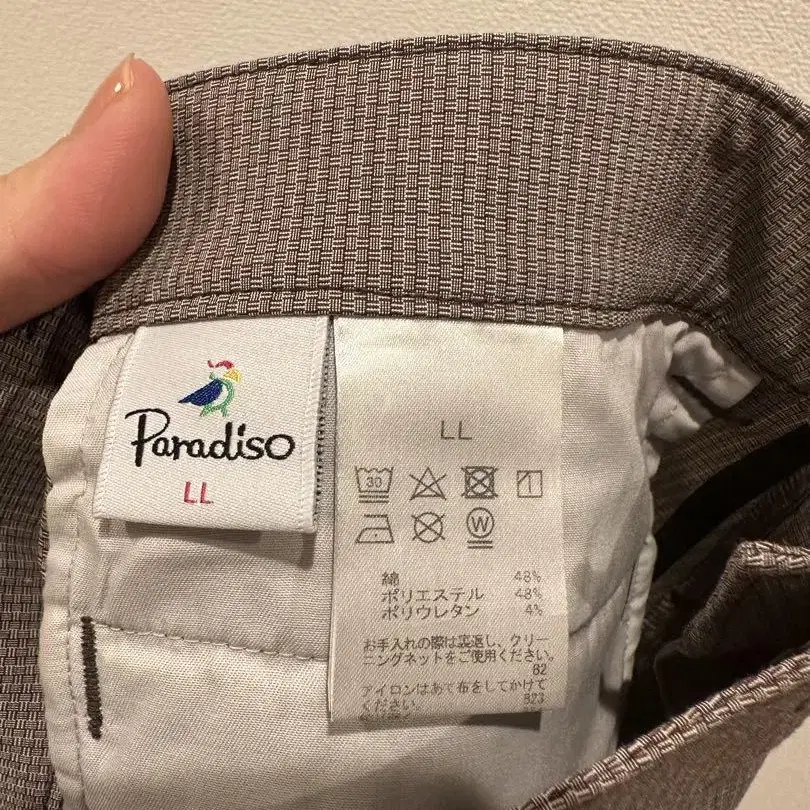 Paradiso
LL
LL
30
W
綿 48%
ポリエステル 48%
ポリウレタン 4%
お手入れの際は裏返し、クリー
ニングネットをご使用ください。
82
アイロンはあて布をしてかけて
ください。 823